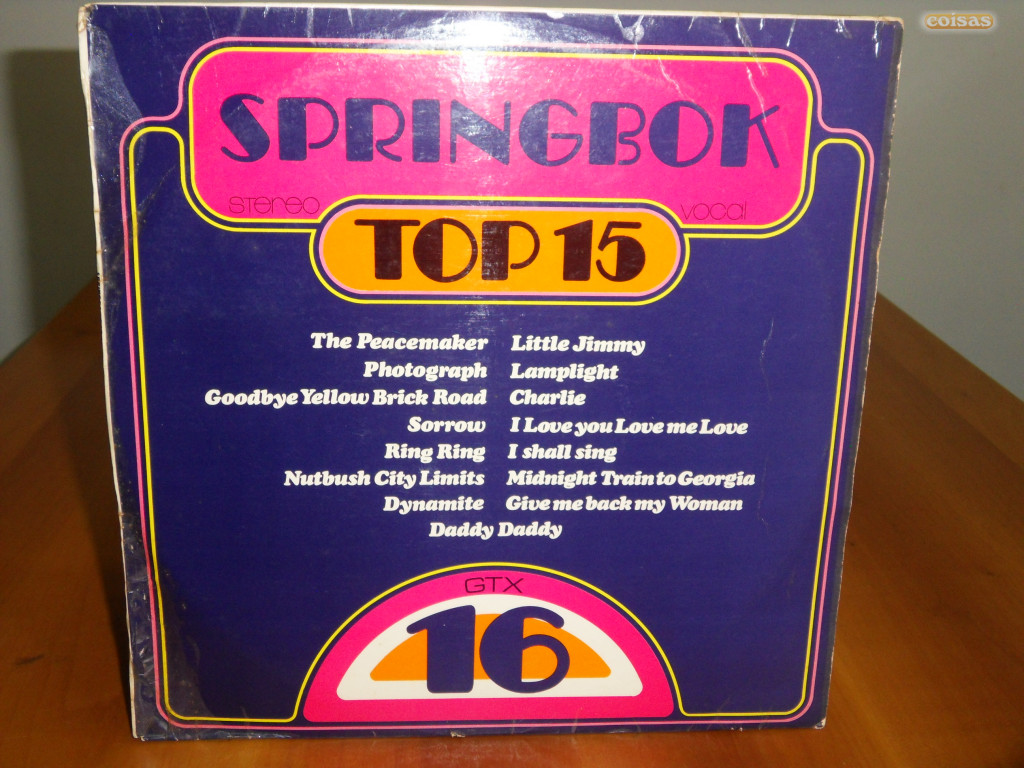 coisas
SPRINGBOK
stereo vocal
TOP 15
The Peacemaker Little Jimmy
Photograph Lamplight
Goodbye Yellow Brick Road Charlie
Sorrow I Love you Love me Love
Ring Ring I shall sing
Nutbush City Limits Midnight Train to Georgia
Dynamite Give me back my Woman
Daddy Daddy
GTX
16